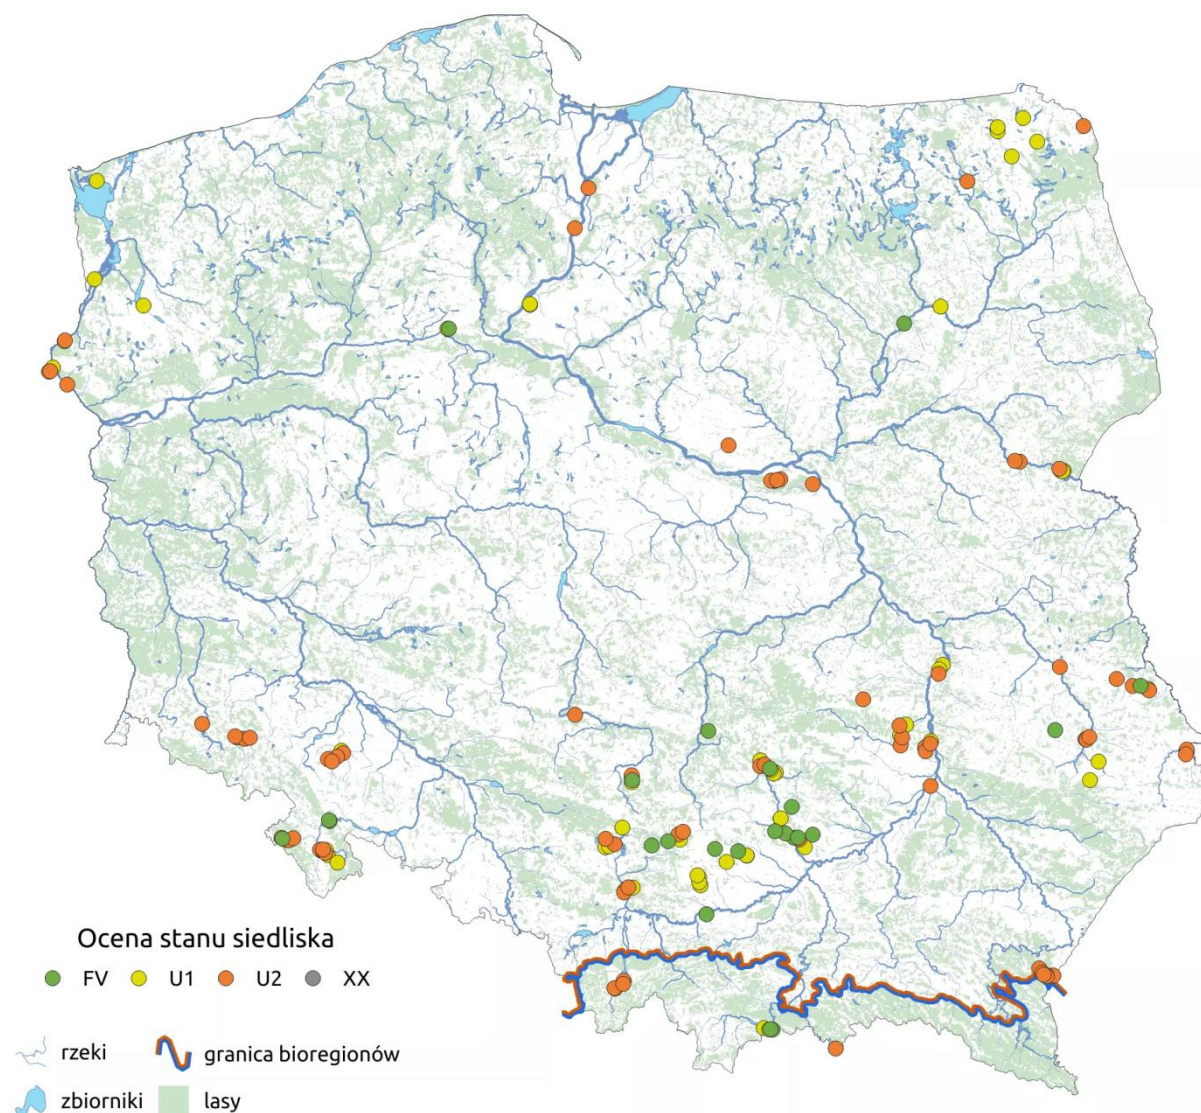 Ocena stanu siedliska
FV U1 U2 XX
rzeki granica bioregionów
zbiorniki lasy